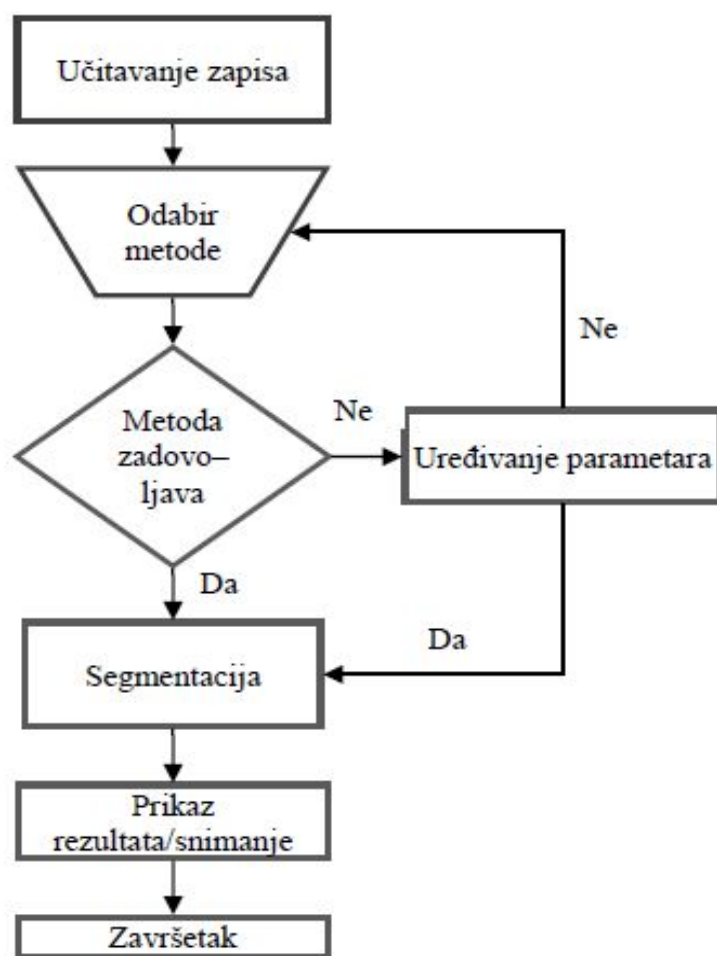 Učitavanje zapisa
Odabir
metode
Ne
Metoda
zadovo–
ljava
Ne
Uređivanje parametara
Da
Da
Segmentacija
Prikaz
rezultata/snimanje
Završetak